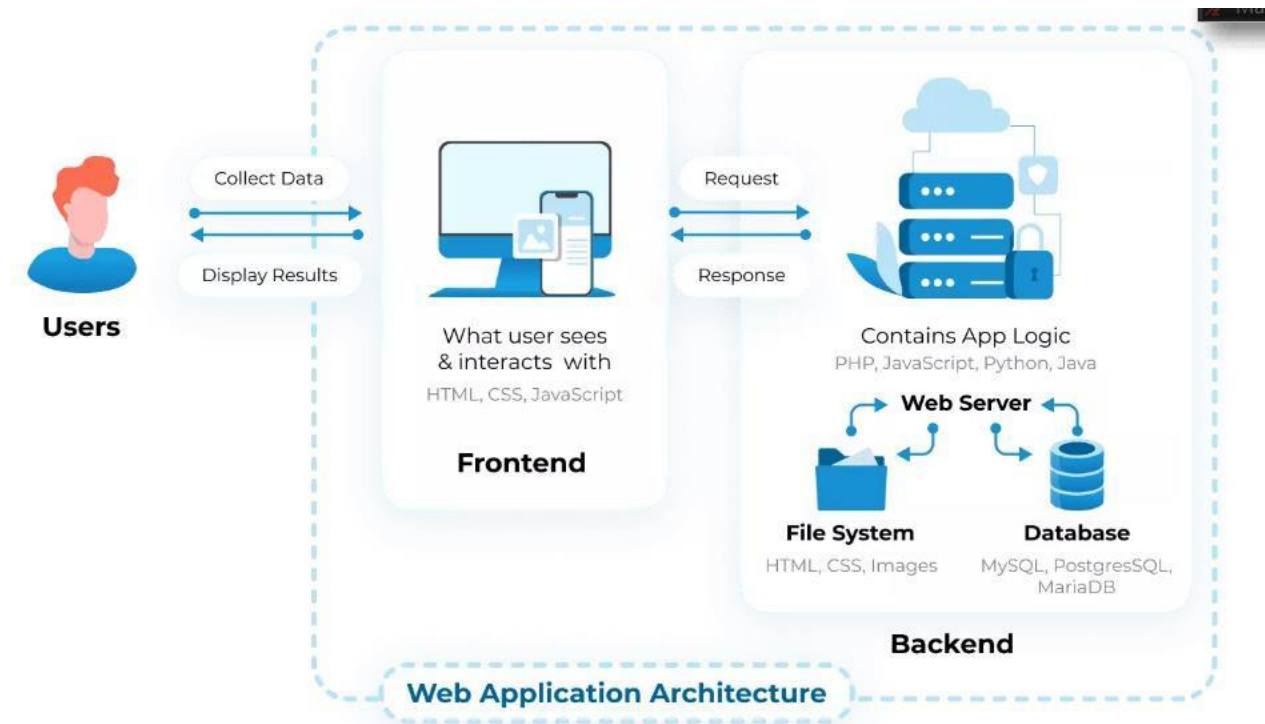 Collect Data
Display Results
Users
What user sees
& interacts with
HTML, CSS, JavaScript
Frontend
Request
Response
Contains App Logic
PHP, JavaScript, Python, Java
Web Server
File System
HTML, CSS, Images
Database
MySQL, PostgresSQL,
MariaDB
Backend
Web Application Architecture